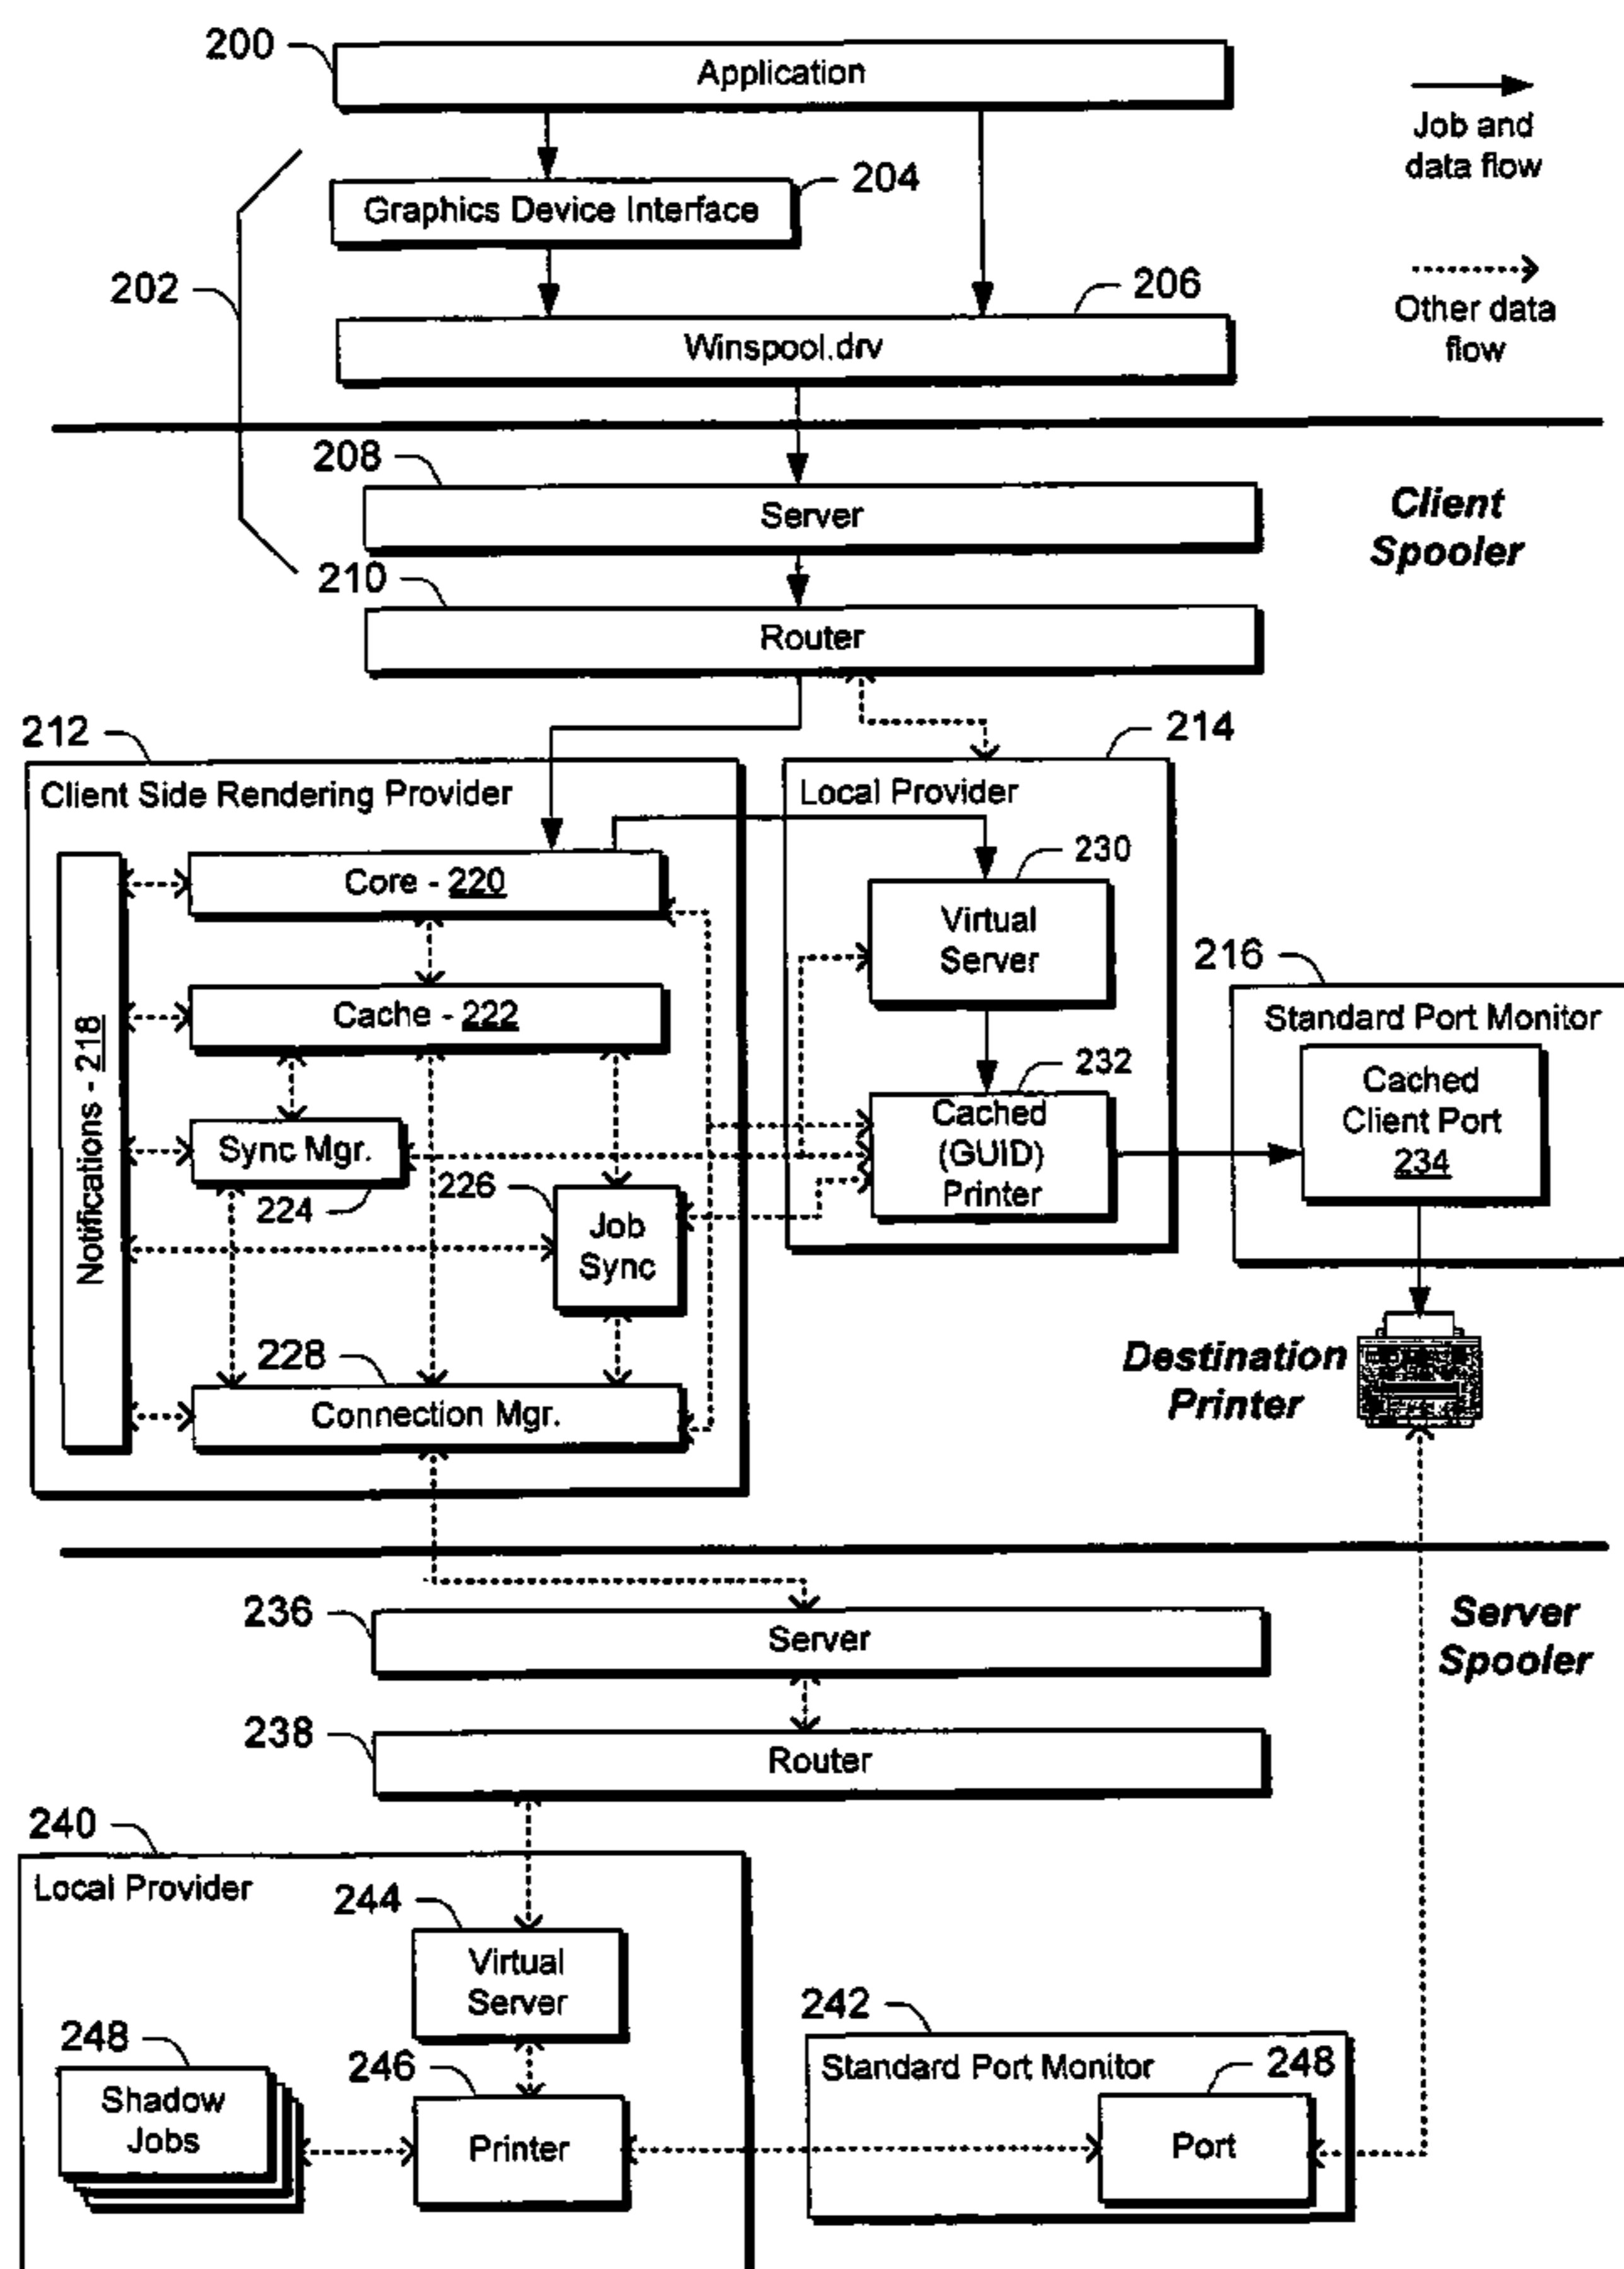 200
Application
Job and
data flow
204
Graphics Device Interface
202
206
Other data
flow
Winspool.drv
208
Server
Client
Spooler
210
Router
212
214
Client Side Rendering Provider
Local Provider
230
Core - 220
Virtual
Server
216
Cache - 222
Standard Port Monitor
Notifications - 218
232
Cached
(GUID)
Printer
Cached
Client Port
234
Sync Mgr.
224
226
Job
Sync
228
Connection Mgr.
Destination
Printer
236
Server
Server
Spooler
238
Router
240
Local Provider
244
Virtual
Server
242
248
Shadow
Jobs
246
Printer
Standard Port Monitor
248
Port